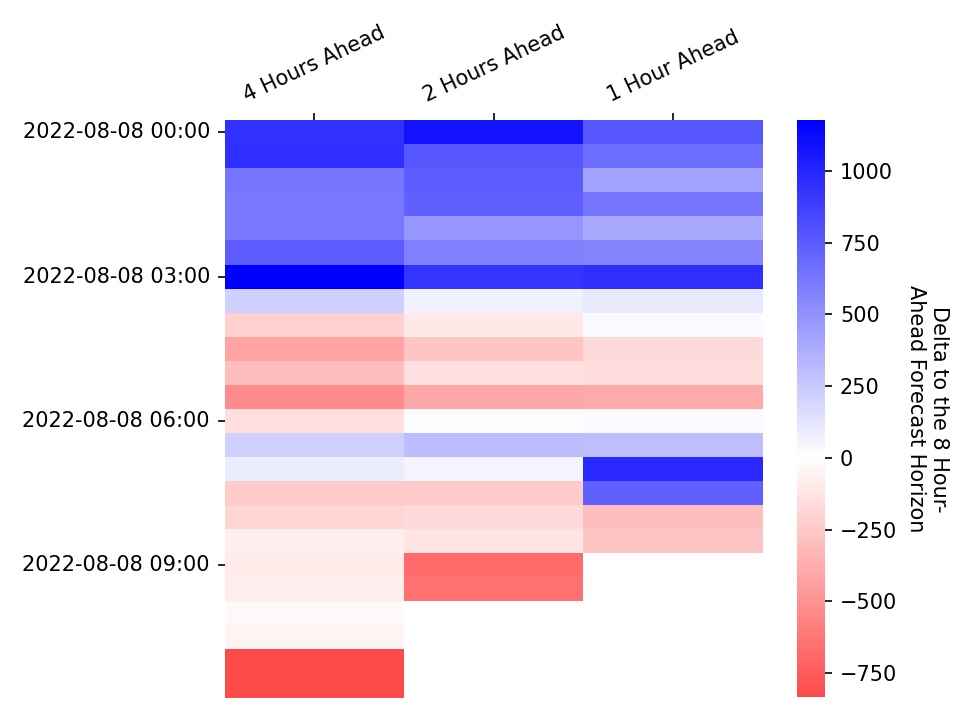 4 Hours Ahead
2 Hours Ahead
1 Hour Ahead
2022-08-08 00:00
2022-08-08 03:00
2022-08-08 06:00
2022-08-08 09:00
1000
750
500
250
0
−250
−500
−750
Delta to the 8 Hour-
Ahead Forecast Horizon